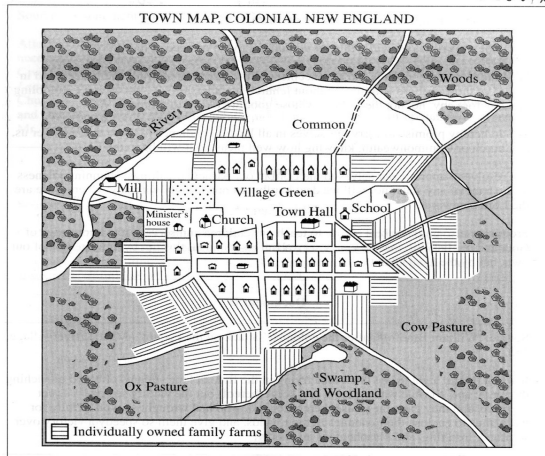 TOWN MAP, COLONIAL NEW ENGLAND
Woods
River
Common
Mill
Village Green
Minister's
house
Church
Town Hall
School
Cow Pasture
Ox Pasture
Swamp
and Woodland
Individually owned family farms